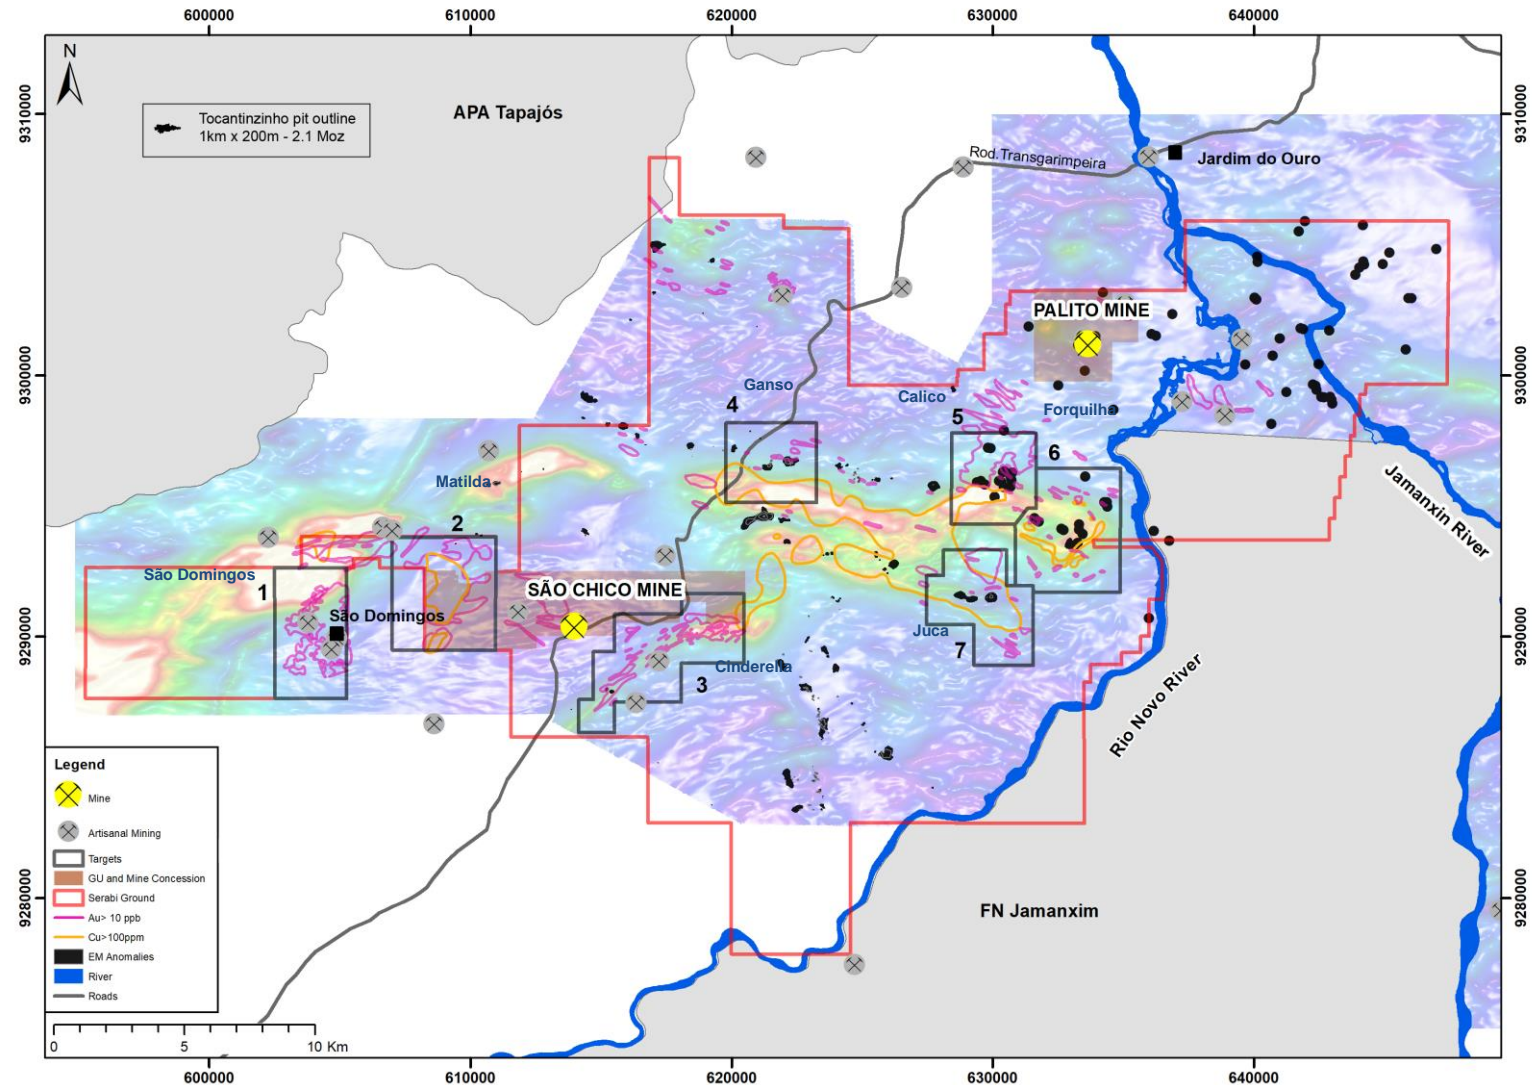 600000
610000
620000
630000
640000
N
9310000
9310000
Tocantinzinho pit outline
1km x 200m - 2.1 Moz
APA Tapajós
Rod.Transgarimpeira
Jardim do Ouro
PALITO MINE
9300000
9300000
Ganso
Calico
Forquilha
4
5
6
Matilda
2
Jamanxin River
São Domingos
1
São Domingos
SÃO CHICO MINE
9290000
9290000
Juca
7
Cinderella
3
Rio Novo River
Legend
Mine
Artisanal Mining
Targets
GU and Mine Concession
Serabi Ground
Au> 10 ppb
Cu>100ppm
EM Anomalies
River
Roads
9280000
9280000
FN Jamanxim
0
5
10 Km
600000
610000
620000
630000
640000